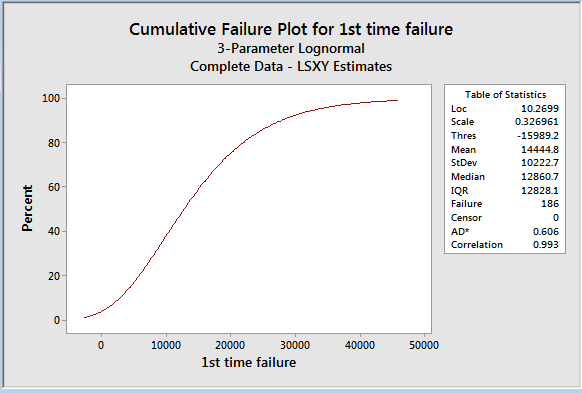 Cumulative Failure Plot for 1st time failure
3-Parameter Lognormal
Complete Data - LSXY Estimates
Percent
100
80
60
40
20
0
0 10000 20000 30000 40000 50000
1st time failure
Table of Statistics
Loc 10.2699
Scale 0.326961
Thres -15989.2
Mean 14444.8
StDev 10222.7
Median 12860.7
IQR 12828.1
Failure 186
Censor 0
AD* 0.606
Correlation 0.993